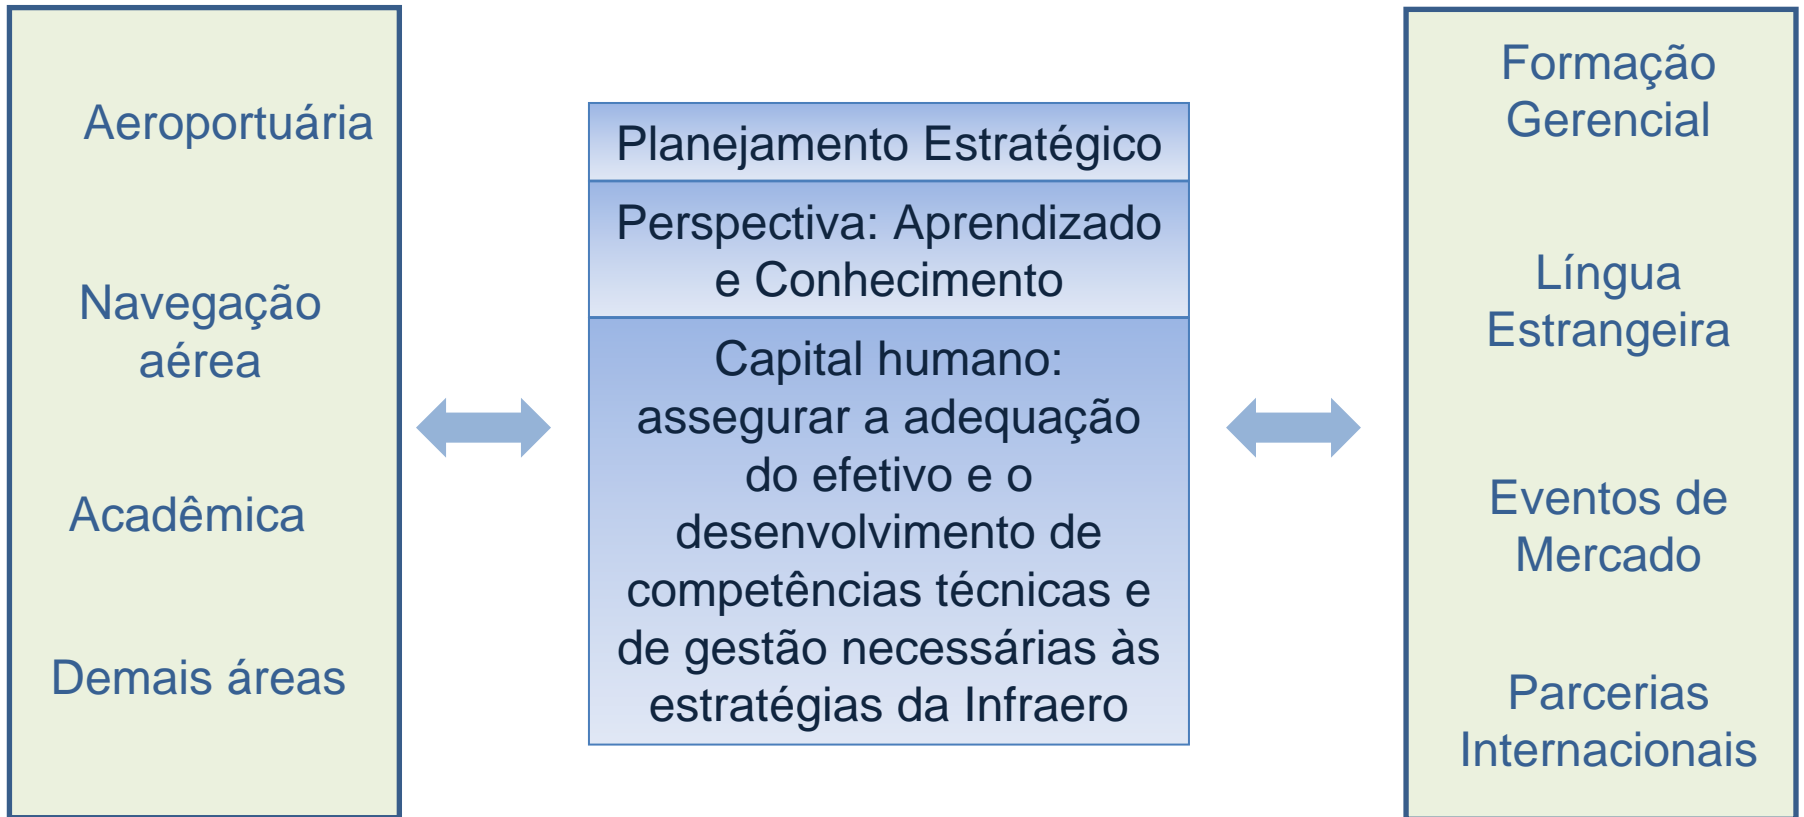 Aeroportuária
Navegação
aérea
Acadêmica
Demais áreas
Planejamento Estratégico
Perspectiva: Aprendizado
e Conhecimento
Capital humano:
assegurar a adequação
do efetivo e o
desenvolvimento de
competências técnicas e
de gestão necessárias às
estratégias da Infraero
Formação
Gerencial
Língua
Estrangeira
Eventos de
Mercado
Parcerias
Internacionais